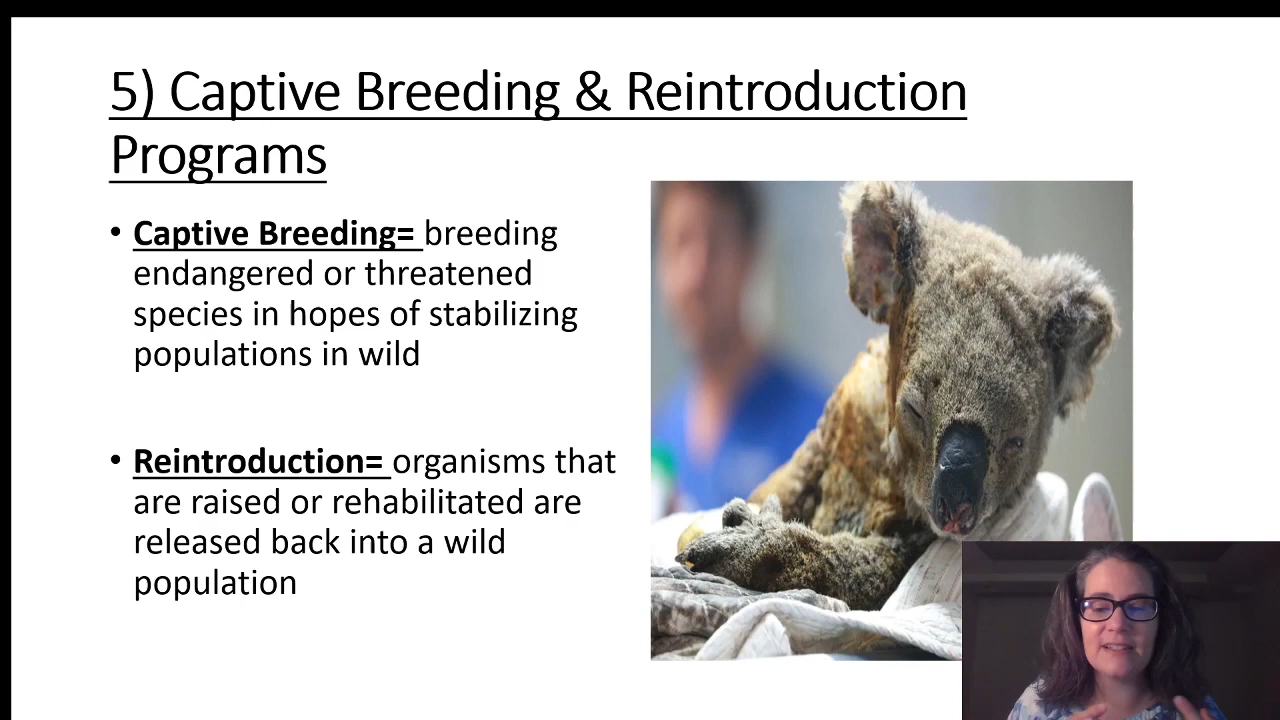 5) Captive Breeding & Reintroduction
Programs
• Captive Breeding= breeding
endangered or threatened
species in hopes of stabilizing
populations in wild
• Reintroduction= organisms that
are raised or rehabilitated are
released back into a wild
population